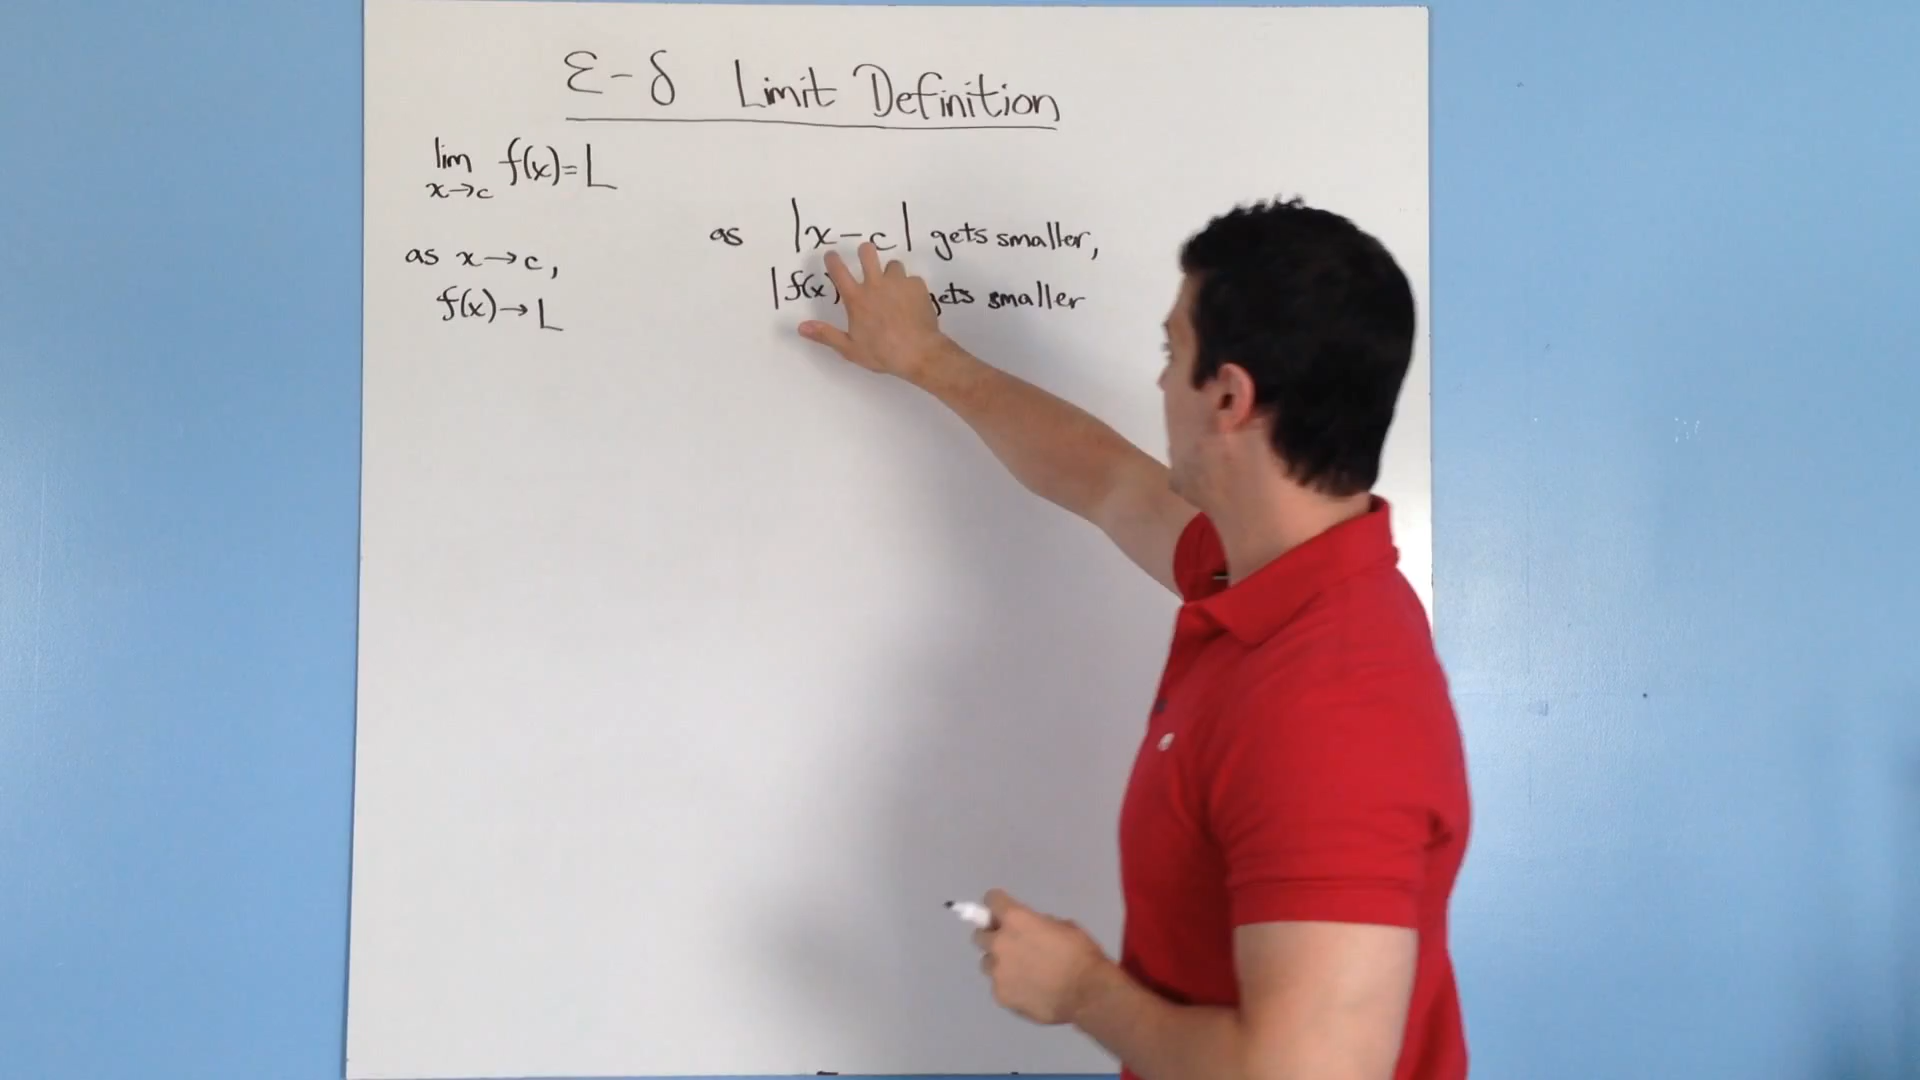 ε-δ Limit Definition
lim f(x)=L
x→c
as x→c,
f(x)→L
as |x-c| gets smaller,
|f(x) gets smaller